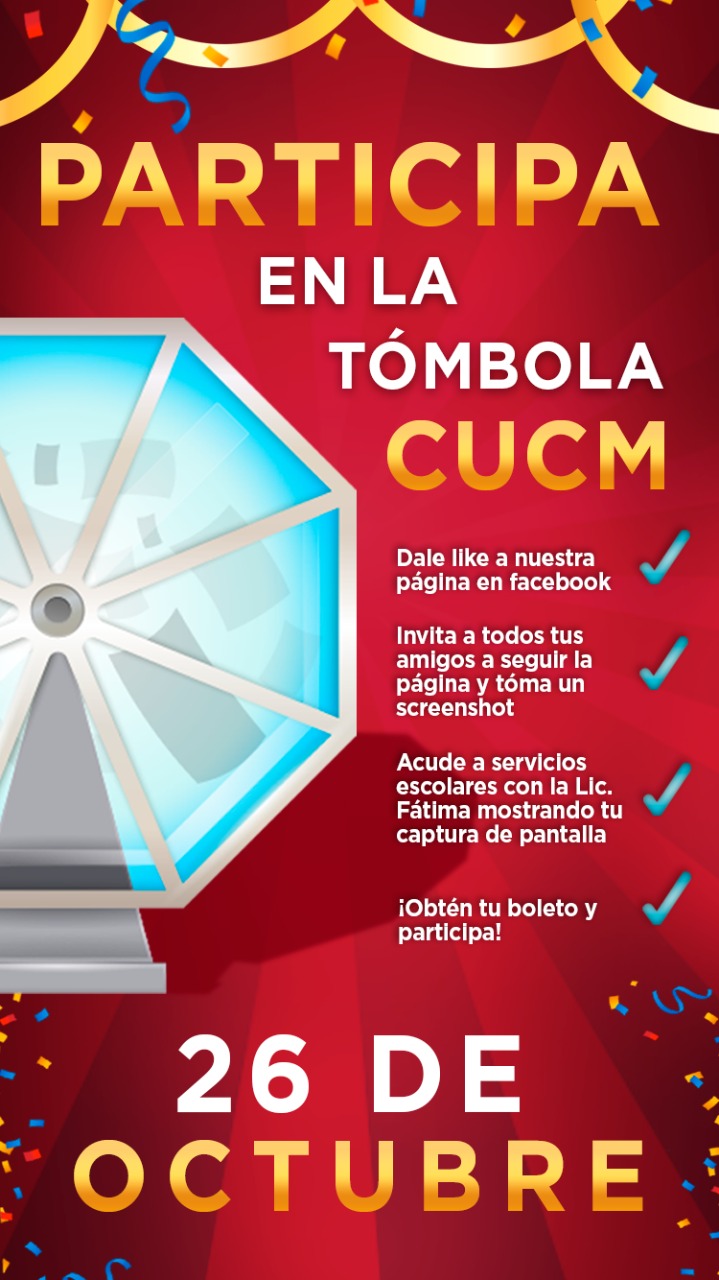 PARTICIPA
EN LA
TÓMBOLA
CUCM
Dale like a nuestra
página en facebook
Invita a todos tus
amigos a seguir la
página y tóma un
screenshot
Acude a servicios
escolares con la Lic.
Fátima mostrando tu
captura de pantalla
¡Obtén tu boleto y
participa!
26 DE
OCTUBRE